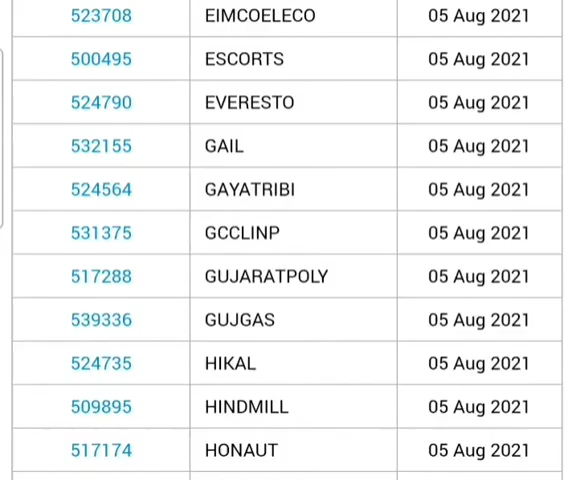 523708 EIMCOELECO 05 Aug 2021
500495 ESCORTS 05 Aug 2021
524790 EVERESTO 05 Aug 2021
532155 GAIL 05 Aug 2021
524564 GAYATRIBI 05 Aug 2021
531375 GCCLINP 05 Aug 2021
517288 GUJARATPOLY 05 Aug 2021
539336 GUJGAS 05 Aug 2021
524735 HIKAL 05 Aug 2021
509895 HINDMILL 05 Aug 2021
517174 HONAUT 05 Aug 2021